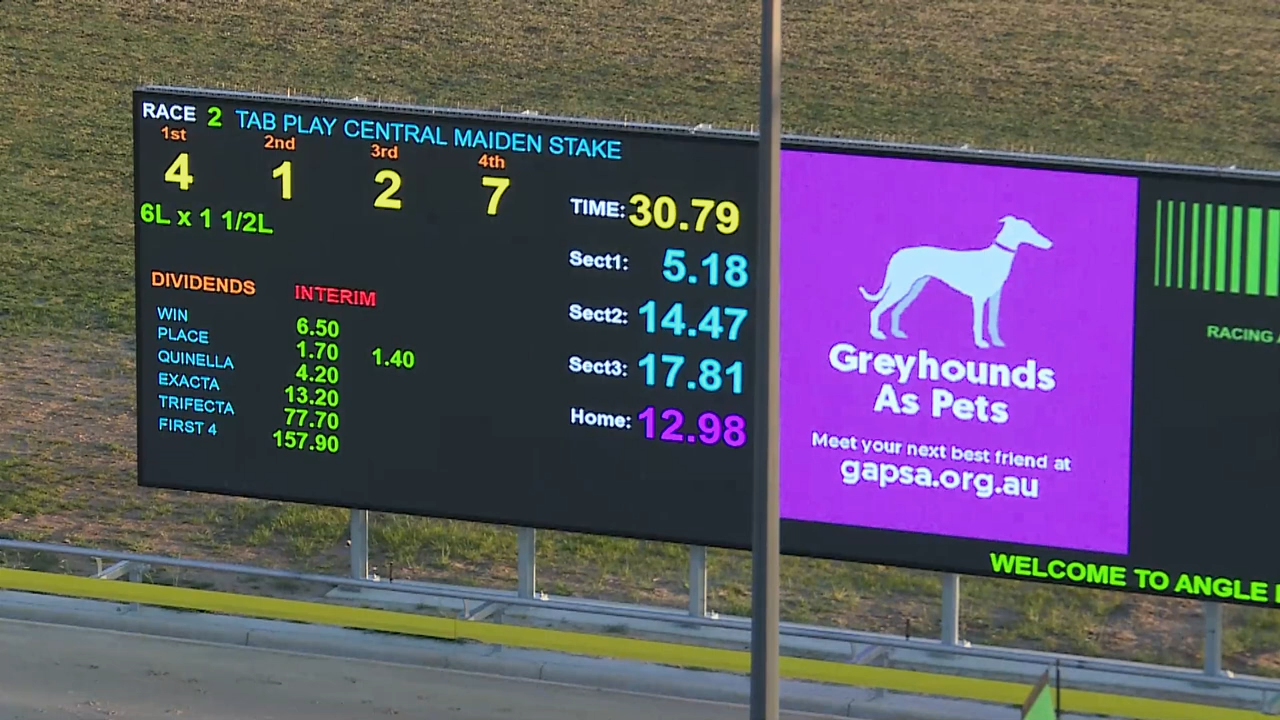 RACE 2 TAB PLAY CENTRAL MAIDEN STAKE
1st 2nd 3rd 4th
4 1 2 7
6L x 1 1/2L
TIME: 30.79
Sect1: 5.18
Sect2: 14.47
Sect3: 17.81
Home: 12.98
DIVIDENDS INTERIM
WIN 6.50
PLACE 1.70 1.40
QUINELLA 4.20
EXACTA 13.20
TRIFECTA 77.70
FIRST 4 157.90
Greyhounds
As Pets
Meet your next best friend at
gapsa.org.au
RACING
WELCOME TO ANGLE